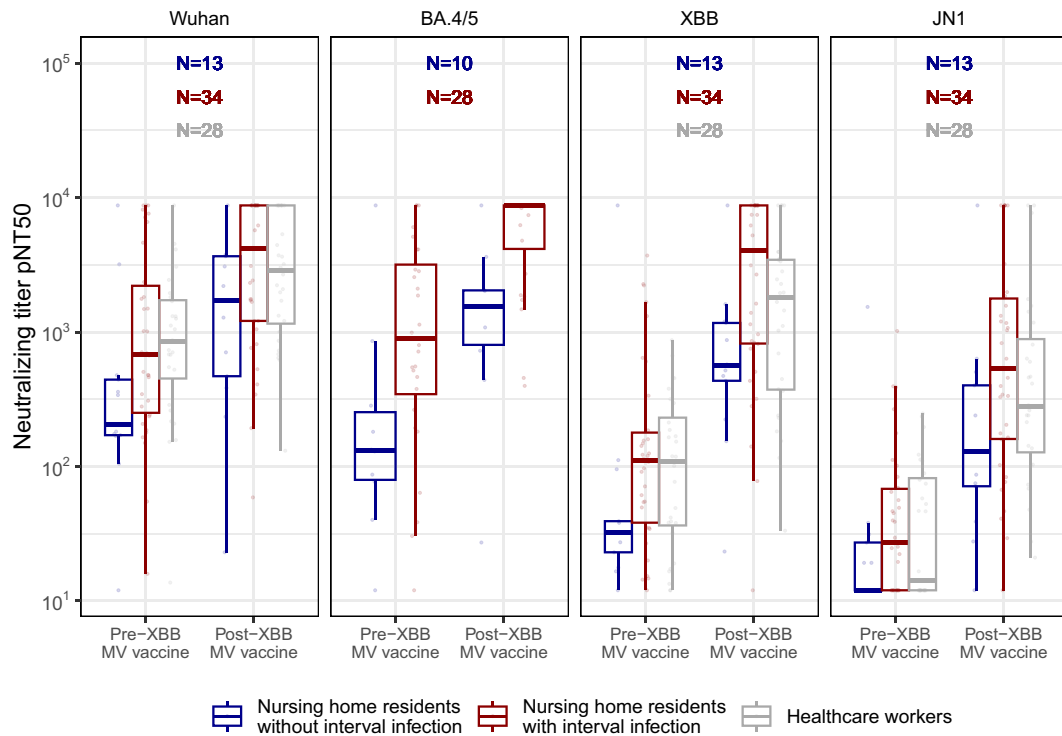 Wuhan
BA.4/5
XBB
JN1
Neutralizing titer pNT50
10^5
10^4
10^3
10^2
10^1
N=13
N=34
N=28
N=10
N=28
N=13
N=34
N=28
N=13
N=34
N=28
Pre−XBB
MV vaccine
Post−XBB
MV vaccine
Pre−XBB
MV vaccine
Post−XBB
MV vaccine
Pre−XBB
MV vaccine
Post−XBB
MV vaccine
Pre−XBB
MV vaccine
Post−XBB
MV vaccine
Nursing home residents
without interval infection
Nursing home residents
with interval infection
Healthcare workers